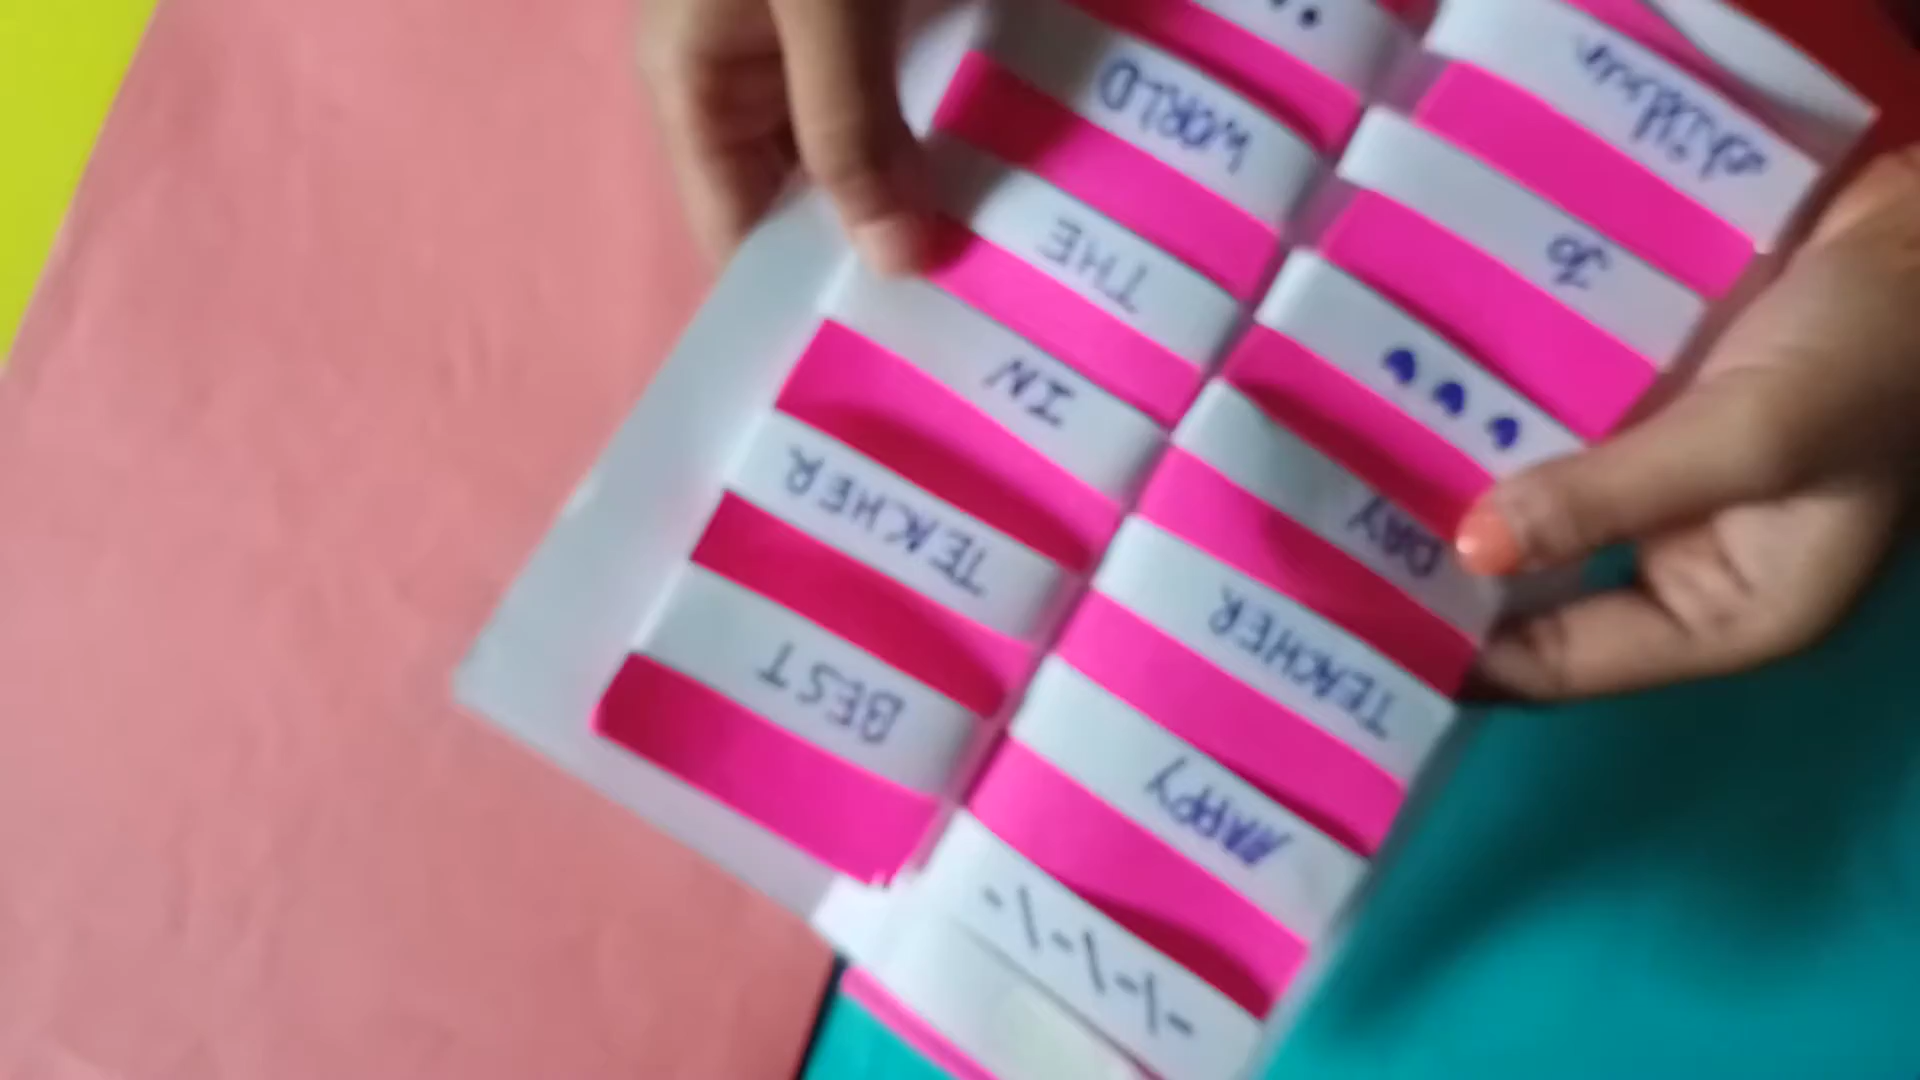 -\-\-\-
HAPPY
TEACHER
DAY
To
BEST
TEACHER
IN
THE
WORLD